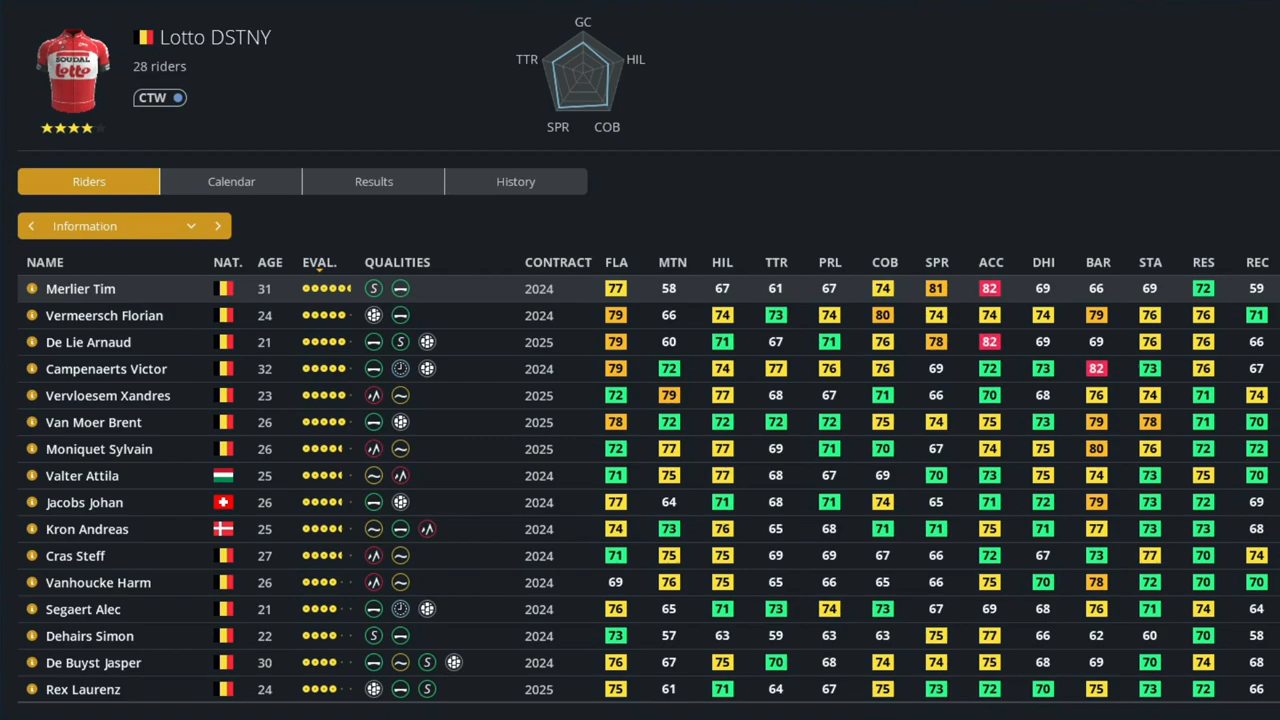 Lotto DSTNY
28 riders
CTW
SOUDAL
Lotto
GC
HIL
COB
SPR
TTR
Riders Calendar Results History
Information
NAME NAT. AGE EVAL. QUALITIES CONTRACT FLA MTN HIL TTR PRL COB SPR ACC DHI BAR STA RES REC
Merlier Tim 31 S 2024 77 58 67 61 67 74 81 82 69 66 69 72 59
Vermeersch Florian 24 2024 79 66 74 73 74 80 74 74 74 79 76 76 71
De Lie Arnaud 21 S 2025 79 60 71 67 71 76 78 82 69 69 76 76 66
Campenaerts Victor 32 2024 79 72 74 77 76 76 69 72 73 82 73 76 67
Vervloesem Xandres 23 2025 72 79 77 68 67 71 66 70 68 76 74 71 74
Van Moer Brent 26 2024 78 72 72 72 72 75 74 75 73 79 78 71 70
Moniquet Sylvain 26 2024 72 77 77 69 71 70 67 74 75 80 76 72 72
Valter Attila 25 2024 71 75 77 68 67 69 70 73 75 74 73 75 70
Jacobs Johan 26 2024 77 64 71 68 71 74 65 71 72 79 73 72 69
Kron Andreas 25 2024 74 73 76 65 68 71 71 75 71 77 73 73 68
Cras Steff 27 2024 71 75 75 69 69 67 66 72 67 73 77 70 74
Vanhoucke Harm 26 2024 69 76 75 65 66 65 66 75 70 78 72 70 70
Segaert Alec 21 2024 76 65 71 73 74 73 67 69 68 76 71 74 64
Dehairs Simon 22 S 2024 73 57 63 59 63 63 75 77 66 62 60 70 58
De Buyst Jasper 30 S 2024 76 67 75 70 68 74 74 75 68 69 70 74 68
Rex Laurenz 24 S 2025 75 61 71 64 67 75 73 72 70 75 73 72 66